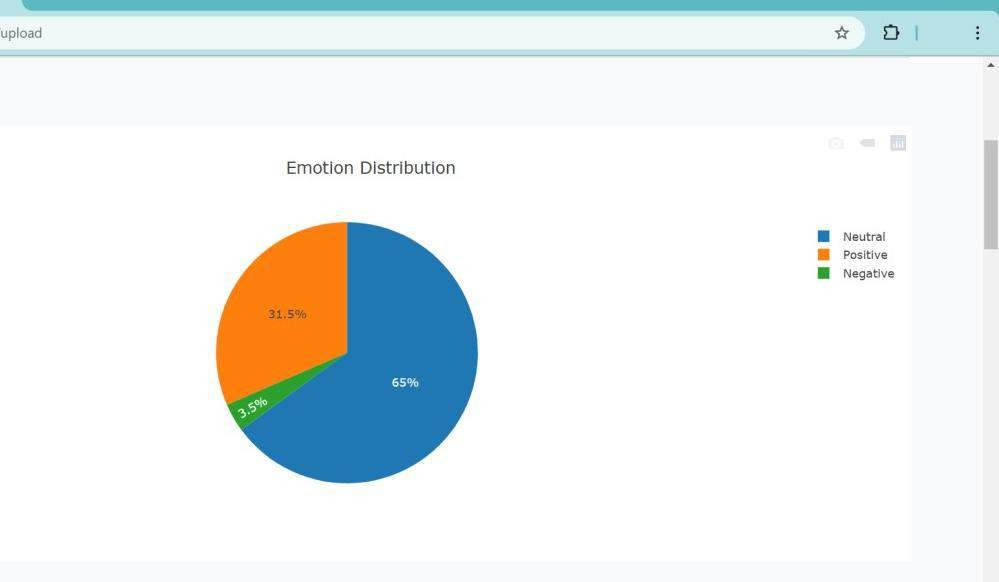 upload
Emotion Distribution
Neutral
Positive
Negative
31.5%
65%
3.5%